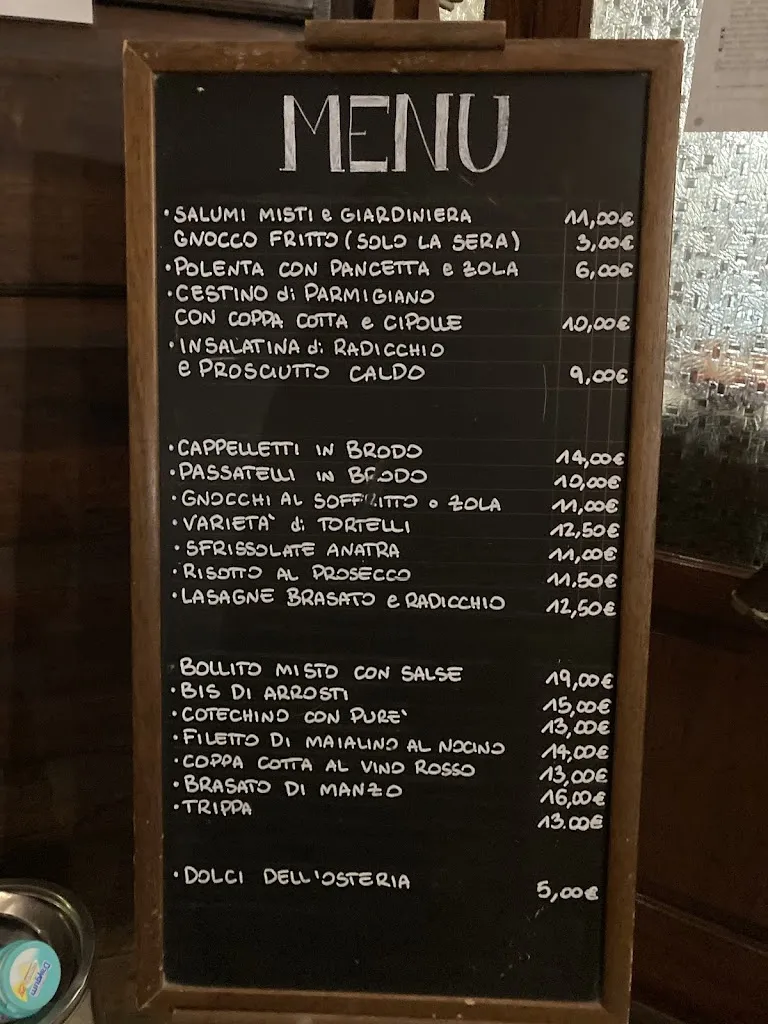 MENU
• SALUMI MISTI e GIARDINIERA 11,00€
GNOCCO FRITTO (SOLO LA SERA) 3,00€
• POLENTA CON PANCETTA e ZOLA 6,00€
• CESTINO di PARMIGIANO
CON COPPA COTTA e CIPOLLE 10,00€
• INSALATINA di RADICCHIO
e PROSCIUTTO CALDO 9,00€
• CAPPELLETTI IN BRODO 14,00€
• PASSATELLI IN BRODO 10,00€
• GNOCCHI AL SOFFRITTO o ZOLA 11,00€
• VARIETA' di TORTELLI 12,50€
• SFRISSOLATE ANATRA 11,00€
• RISOTTO AL PROSECCO 11.50€
• LASAGNE BRASATO e RADICCHIO 12,50€
BOLLITO MISTO CON SALSE 19,00€
• BIS DI ARROSTI 15,00€
• COTECHINO CON PURE' 13,00€
• FILETTO DI MAIALINO AL NOCINO 14,00€
• COPPA COTTA AL VINO ROSSO 13,00€
• BRASATO DI MANZO 16,00€
• TRIPPA 13.00€
• DOLCI DELL'OSTERIA 5,00€